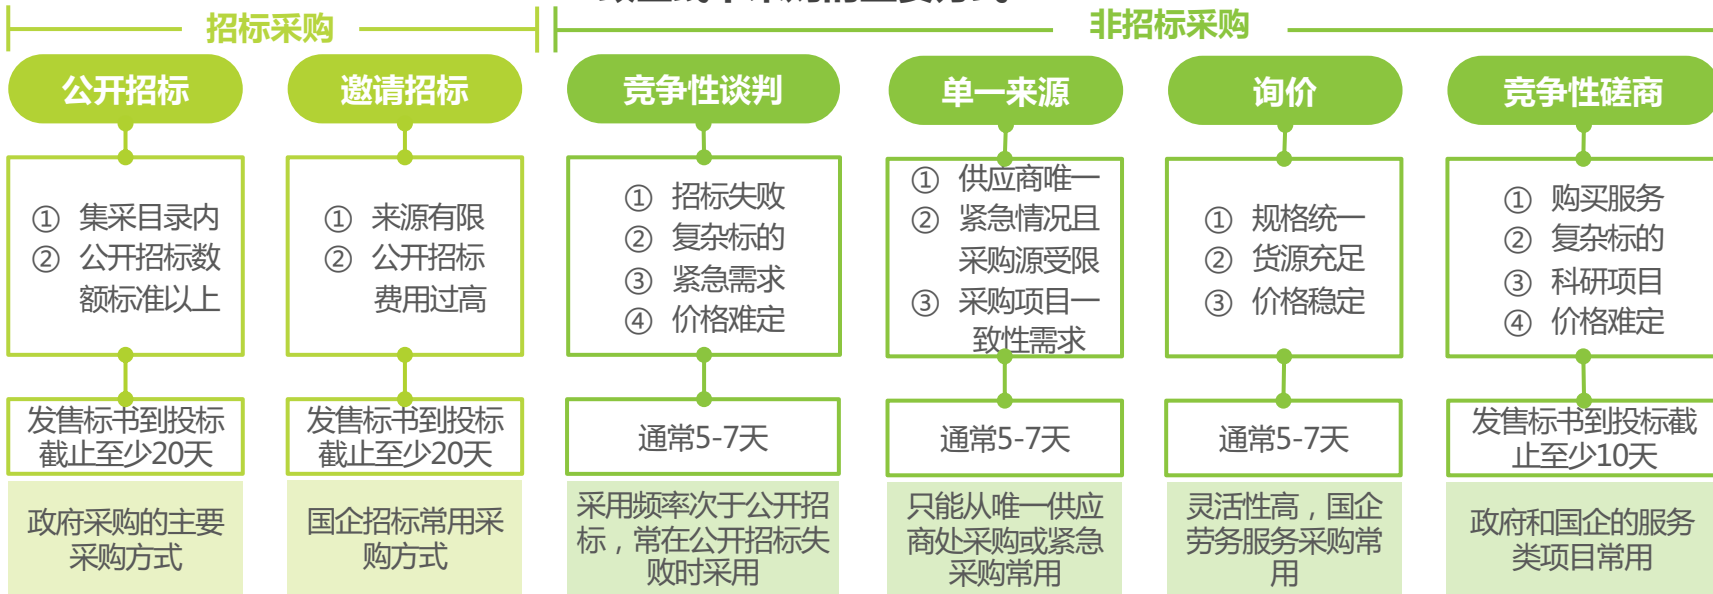 招标采购
非招标采购
公开招标
邀请招标
竞争性谈判
单一来源
询价
竞争性磋商
① 集采目录内
② 公开招标数
额标准以上
① 来源有限
② 公开招标
费用过高
① 招标失败
② 复杂标的
③ 紧急需求
④ 价格难定
① 供应商唯一
② 紧急情况且
采购源受限
③ 采购项目一
致性需求
① 规格统一
② 货源充足
③ 价格稳定
① 购买服务
② 复杂标的
③ 科研项目
④ 价格难定
发售标书到投标
截止至少20天
发售标书到投标
截止至少20天
通常5-7天
通常5-7天
通常5-7天
发售标书到投标截
止至少10天
政府采购的主要
采购方式
国企招标常用采
购方式
采用频率次于公开招
标，常在公开招标失
败时采用
只能从唯一供应
商处采购或紧急
采购常用
灵活性高，国企
劳务服务采购常
用
政府和国企的服务
类项目常用